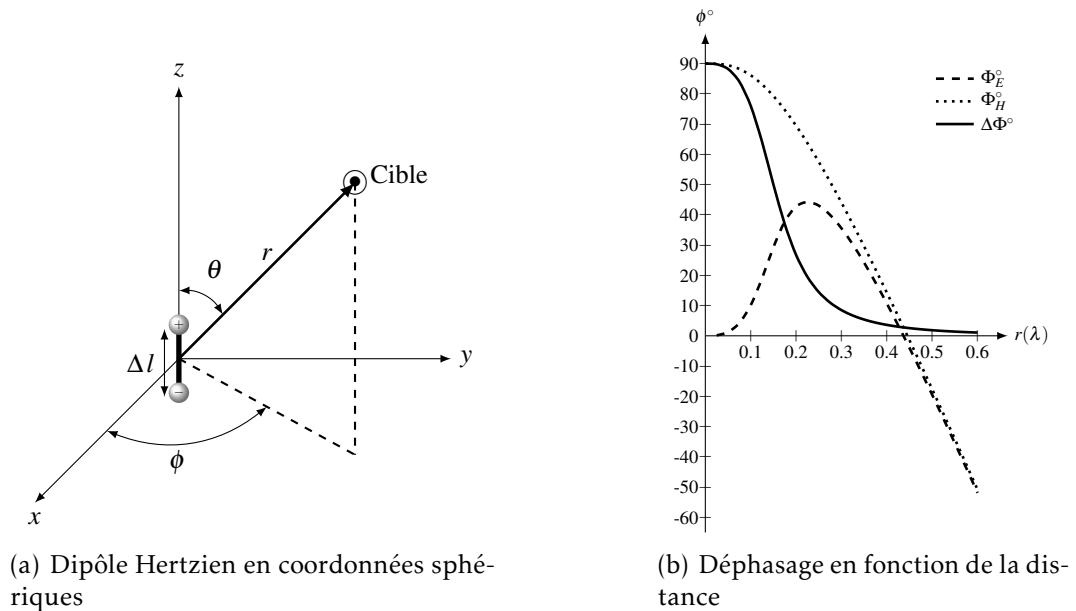 z
Cible
r
θ
+
Δl
−
y
ϕ
x
(a) Dipôle Hertzien en coordonnées sphé-
riques
ϕ°
90
80
70
60
50
40
30
20
10
0
-10
-20
-30
-40
-50
-60
0.1 0.2 0.3 0.4 0.5 0.6
r(λ)
Φ°E
Φ°H
ΔΦ°
(b) Déphasage en fonction de la dis-
tance